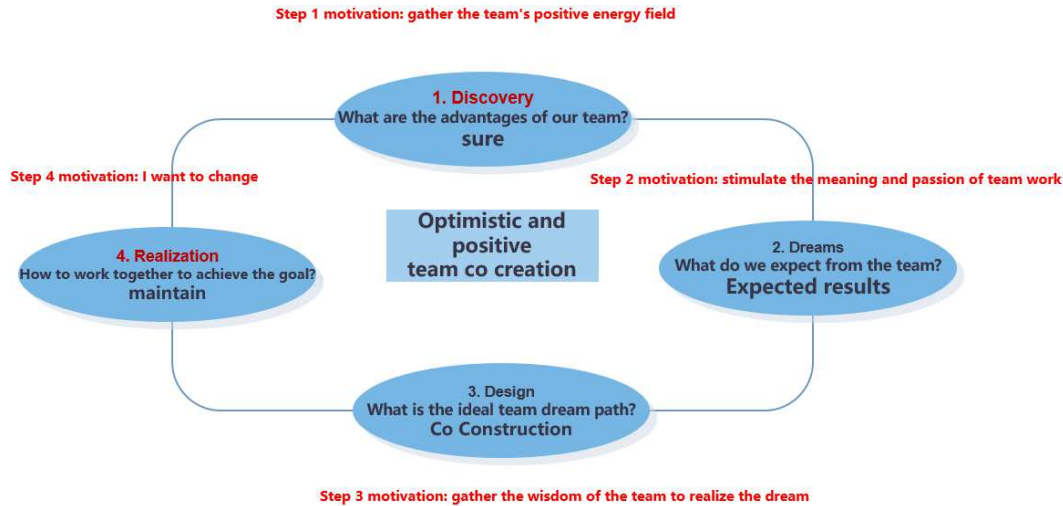 Step 1 motivation: gather the team's positive energy field
1. Discovery
What are the advantages of our team?
sure
Step 4 motivation: I want to change
Step 2 motivation: stimulate the meaning and passion of team work
Optimistic and
positive
team co creation
4. Realization
How to work together to achieve the goal?
maintain
2. Dreams
What do we expect from the team?
Expected results
3. Design
What is the ideal team dream path?
Co Construction
Step 3 motivation: gather the wisdom of the team to realize the dream